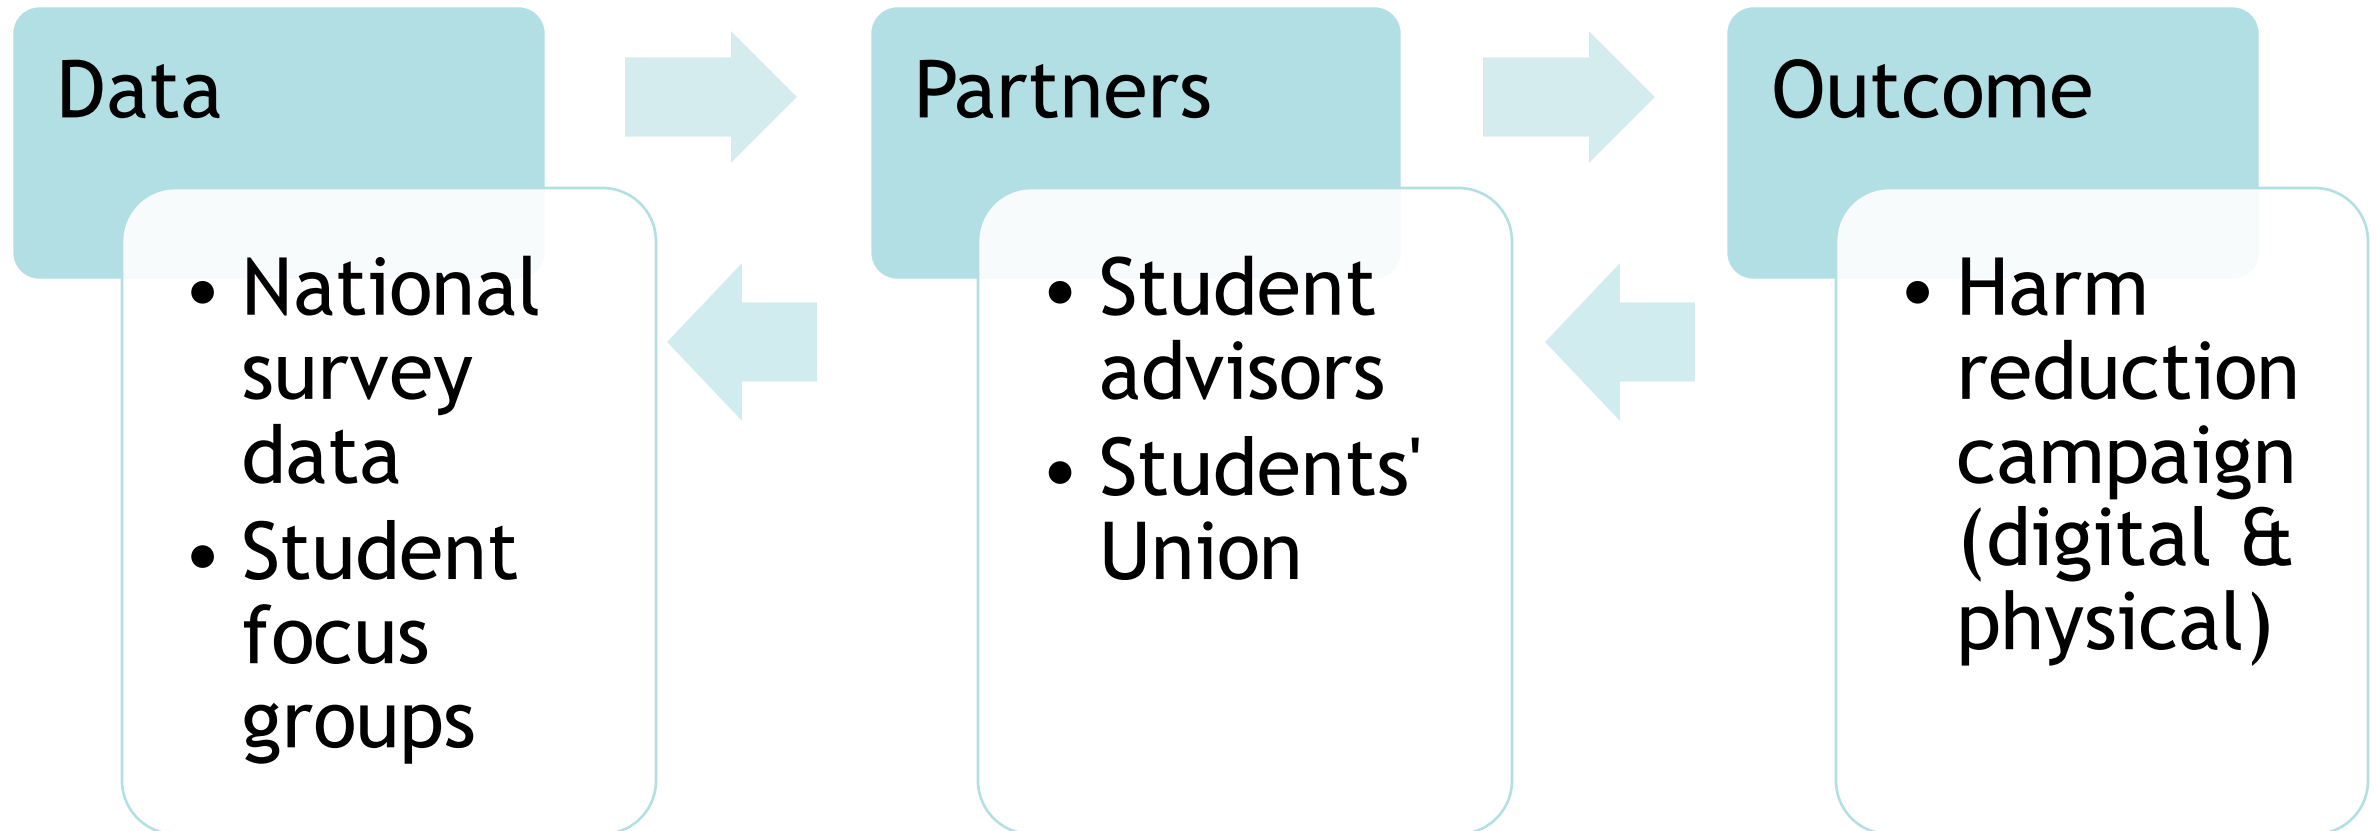 Data
• National
survey
data
• Student
focus
groups
Partners
• Student
advisors
• Students'
Union
Outcome
• Harm
reduction
campaign
(digital &
physical)